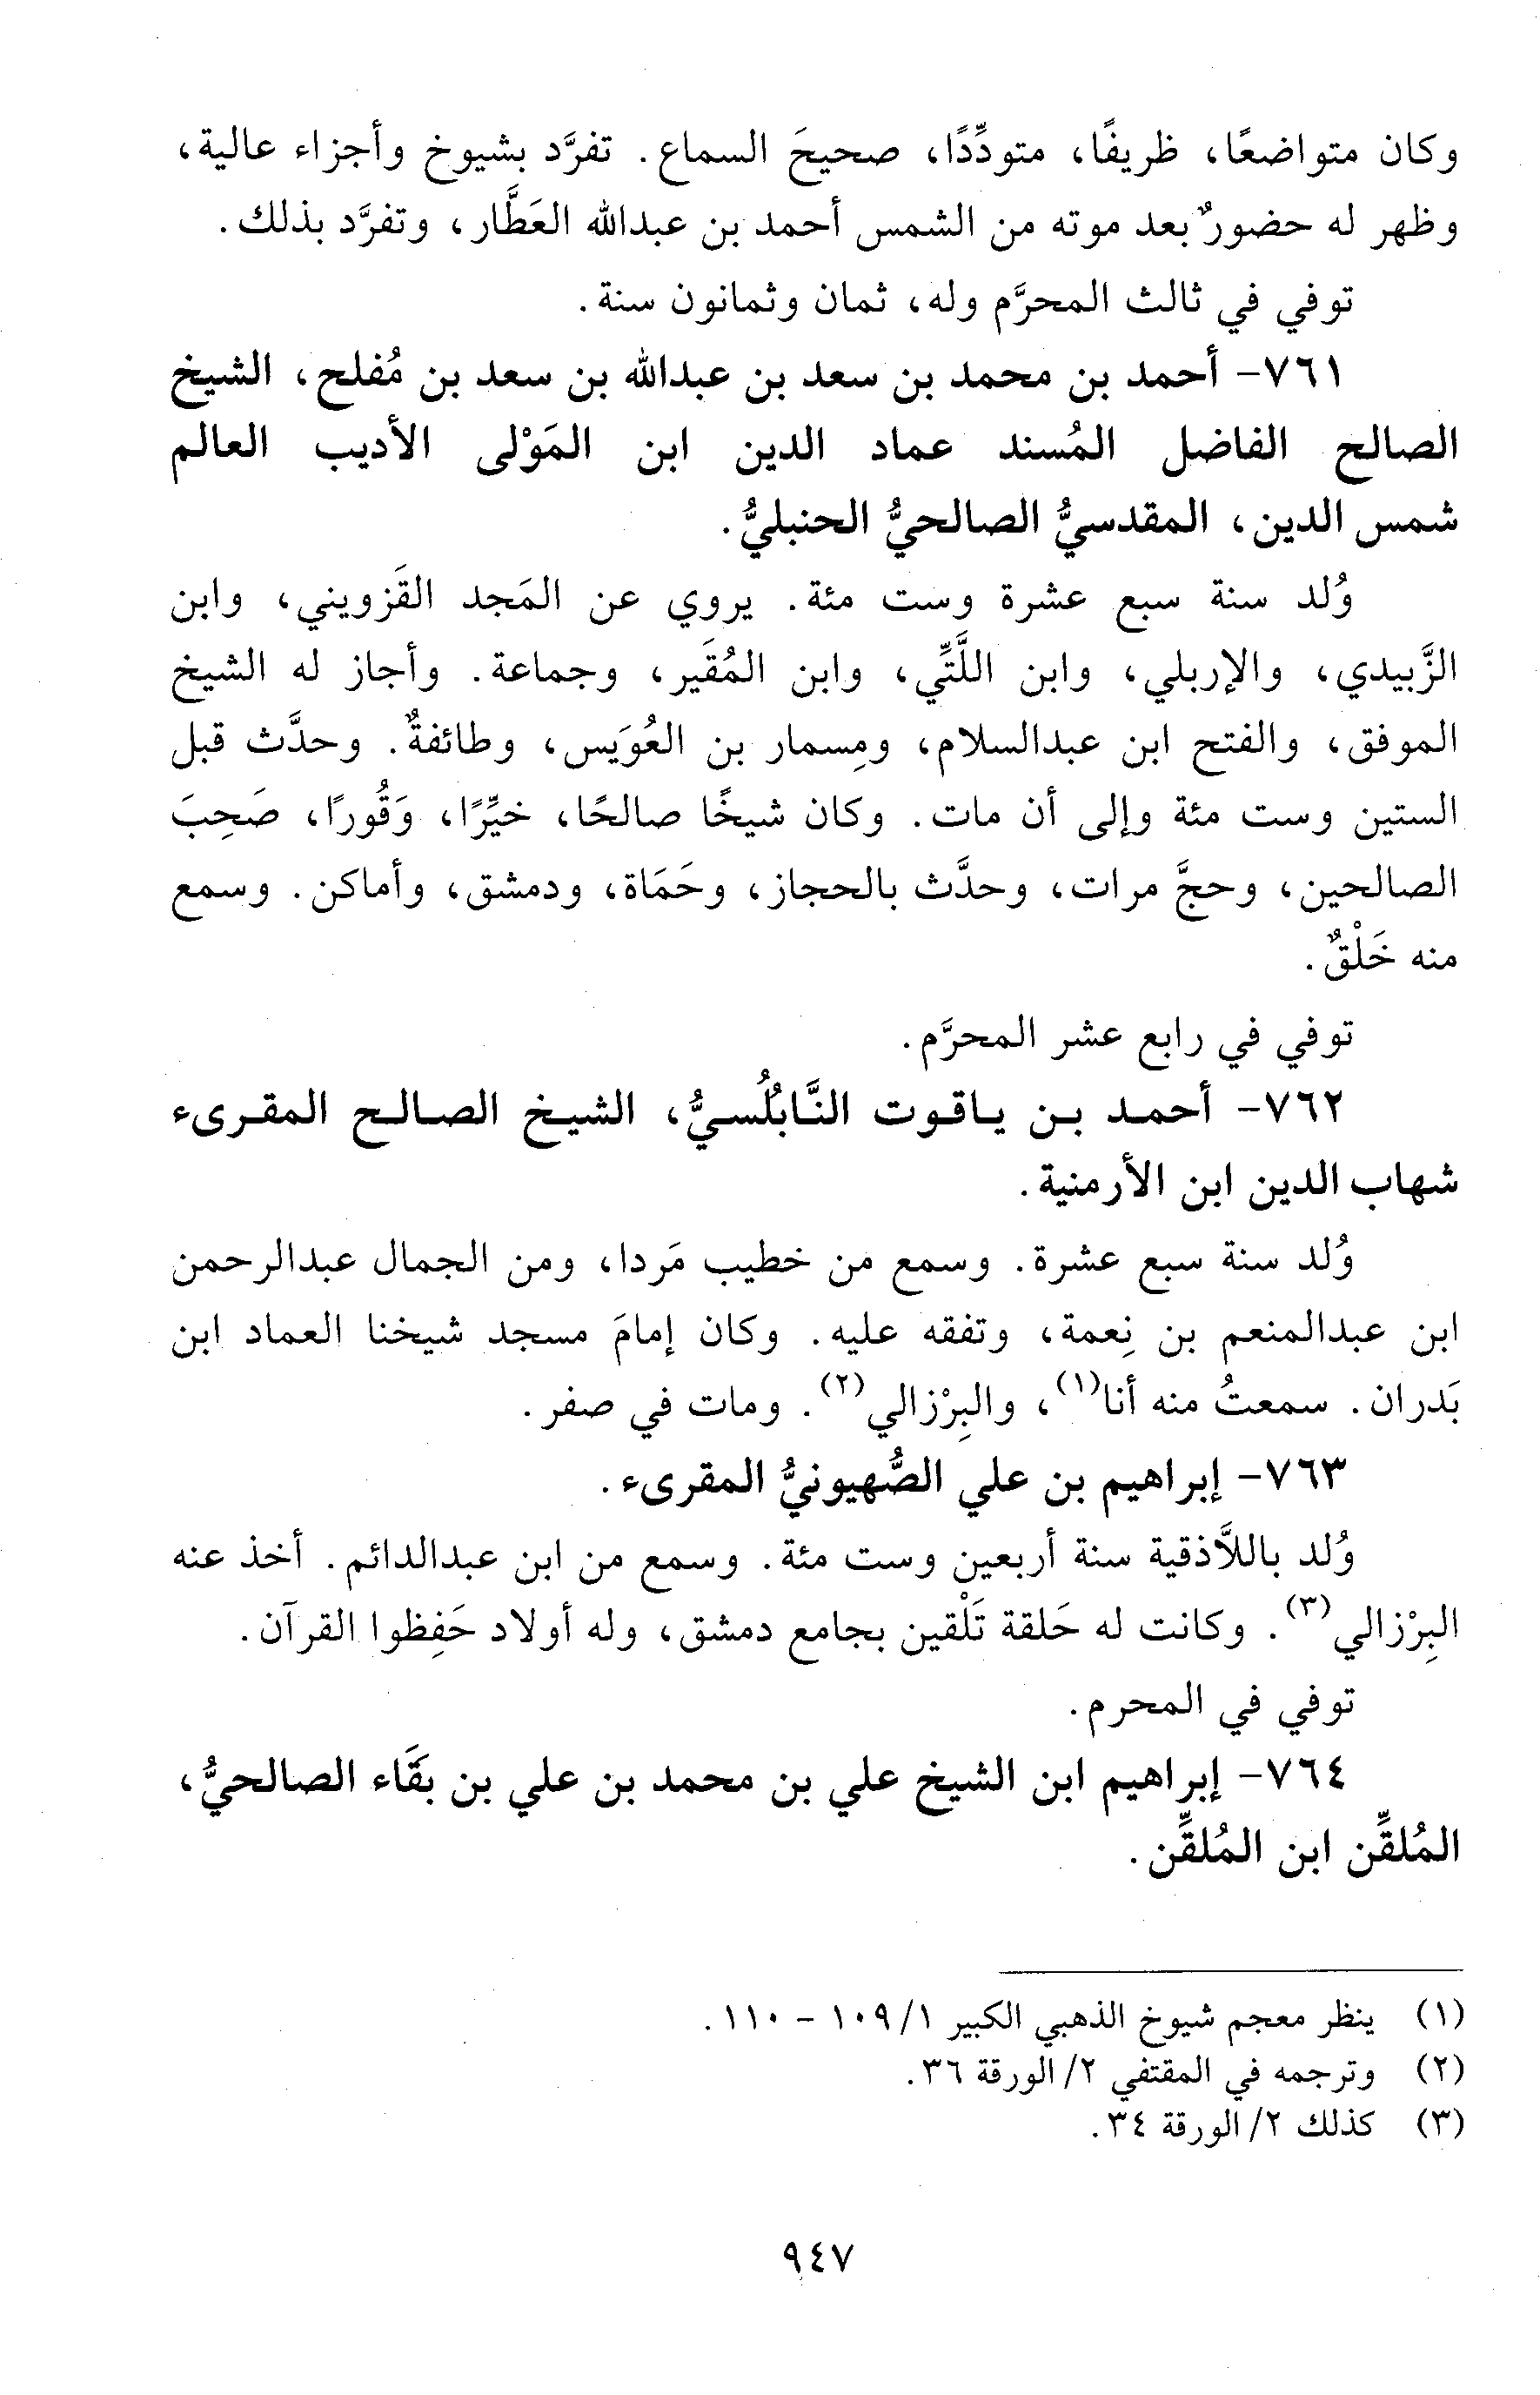 وكان متواضعًا، ظريفًا، متودِّدًا، صحيحَ السماع. تفرَّد بشيوخ وأجزاء عالية،
وظهر له حضورٌ بعد موته من الشمس أحمد بن عبدالله العَطَّار، وتفرَّد بذلك.
توفي في ثالث المحرَّم وله، ثمان وثمانون سنة.
٧٦١- أحمد بن محمد بن سعد بن عبدالله بن سعد بن مُفلح، الشيخ
الصالح الفاضل المُسند عماد الدين ابن المَوْلى الأديب العالم
شمس الدين، المقدسيُّ الصالحيُّ الحنبليُّ.
وُلد سنة سبع عشرة وست مئة. يروي عن المَجد القَزويني، وابن
الزَّبيدي، والإربلي، وابن اللَّتِّي، وابن المُقَير، وجماعة. وأجاز له الشيخ
الموفق، والفتح ابن عبدالسلام، ومِسمار بن العُوَيس، وطائفةٌ. وحدَّث قبل
الستين وست مئة وإلى أن مات. وكان شيخًا صالحًا، خيِّرًا، وَقُورًا، صَحِبَ
الصالحين، وحجَّ مرات، وحدَّث بالحجاز، وحَمَاة، ودمشق، وأماكن. وسمع
منه خَلْقٌ.
توفي في رابع عشر المحرَّم.
٧٦٢- أحمد بن ياقوت النَّابُلُسيُّ، الشيخ الصالح المقرىء
شهاب الدين ابن الأرمنية.
وُلد سنة سبع عشرة. وسمع من خطيب مَردا، ومن الجمال عبدالرحمن
ابن عبدالمنعم بن نِعمة، وتفقه عليه. وكان إمامَ مسجد شيخنا العماد ابن
بَدران. سمعتُ منه أنا(١)، والبِرْزالي(٢). ومات في صفر.
٧٦٣- إبراهيم بن علي الصُّهيونيُّ المقرىء.
وُلد باللاَّذقية سنة أربعين وست مئة. وسمع من ابن عبدالدائم. أخذ عنه
البِرْزالي(٣). وكانت له حَلقة تَلْقين بجامع دمشق، وله أولاد حَفِظوا القرآن.
توفي في المحرم.
٧٦٤- إبراهيم ابن الشيخ علي بن محمد بن علي بن بقَاء الصالحيُّ،
المُلقِّن ابن المُلقِّن.
(١) ينظر معجم شيوخ الذهبي الكبير ١/ ١٠٩ - ١١٠.
(٢) وترجمه في المقتفي ٢/ الورقة ٣٦.
(٣) كذلك ٢/ الورقة ٣٤.
٩٤٧